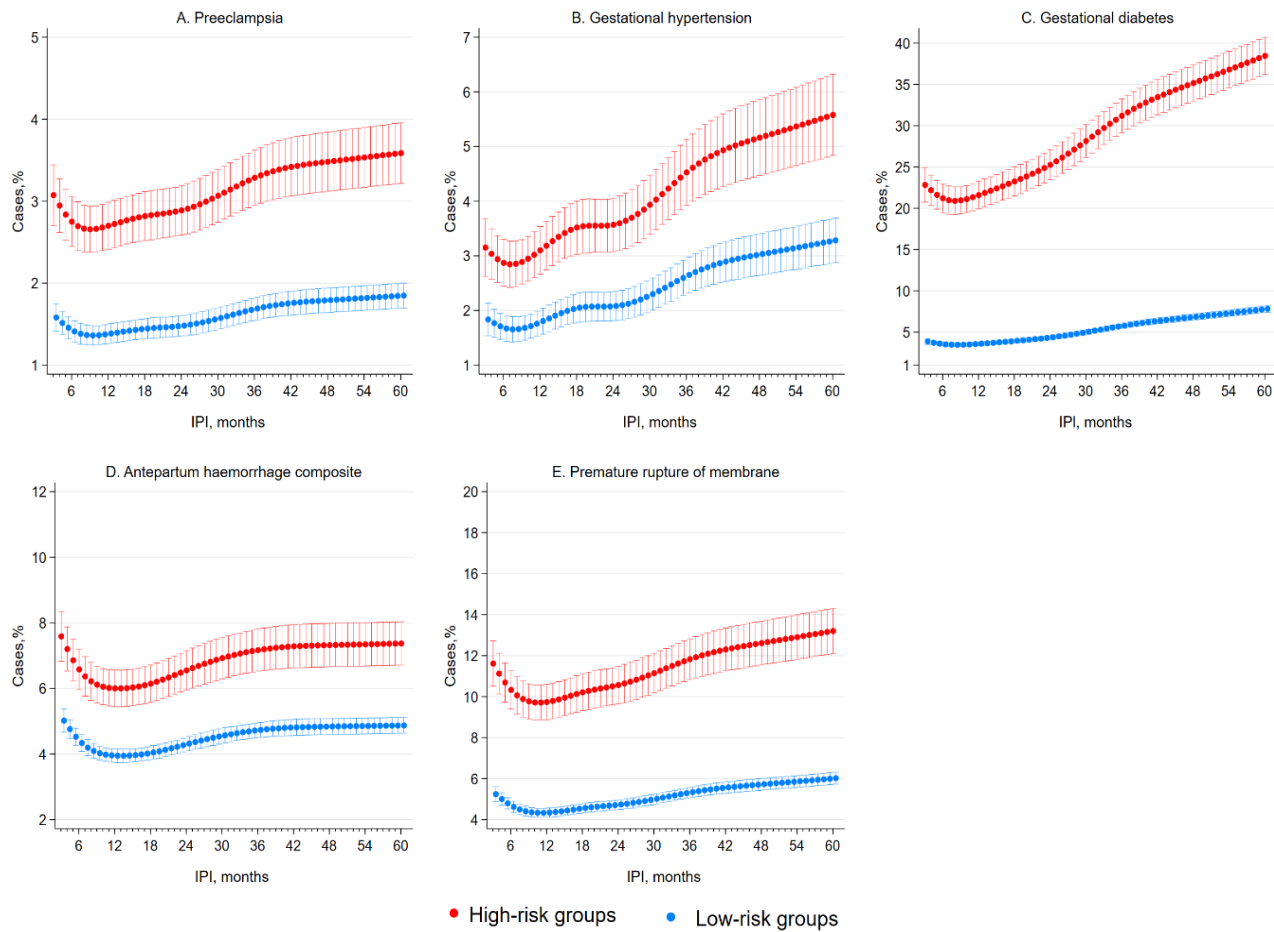 A. Preeclampsia
5
4
3
2
1
Cases,%
6 12 18 24 30 36 42 48 54 60
IPI, months
B. Gestational hypertension
7
6
5
4
3
2
1
Cases,%
6 12 18 24 30 36 42 48 54 60
IPI, months
C. Gestational diabetes
40
35
30
25
20
15
10
5
1
Cases,%
6 12 18 24 30 36 42 48 54 60
IPI, months
D. Antepartum haemorrhage composite
12
10
8
6
4
2
Cases,%
6 12 18 24 30 36 42 48 54 60
IPI, months
E. Premature rupture of membrane
20
18
16
14
12
10
8
6
4
Cases,%
6 12 18 24 30 36 42 48 54 60
IPI, months
High-risk groups
Low-risk groups